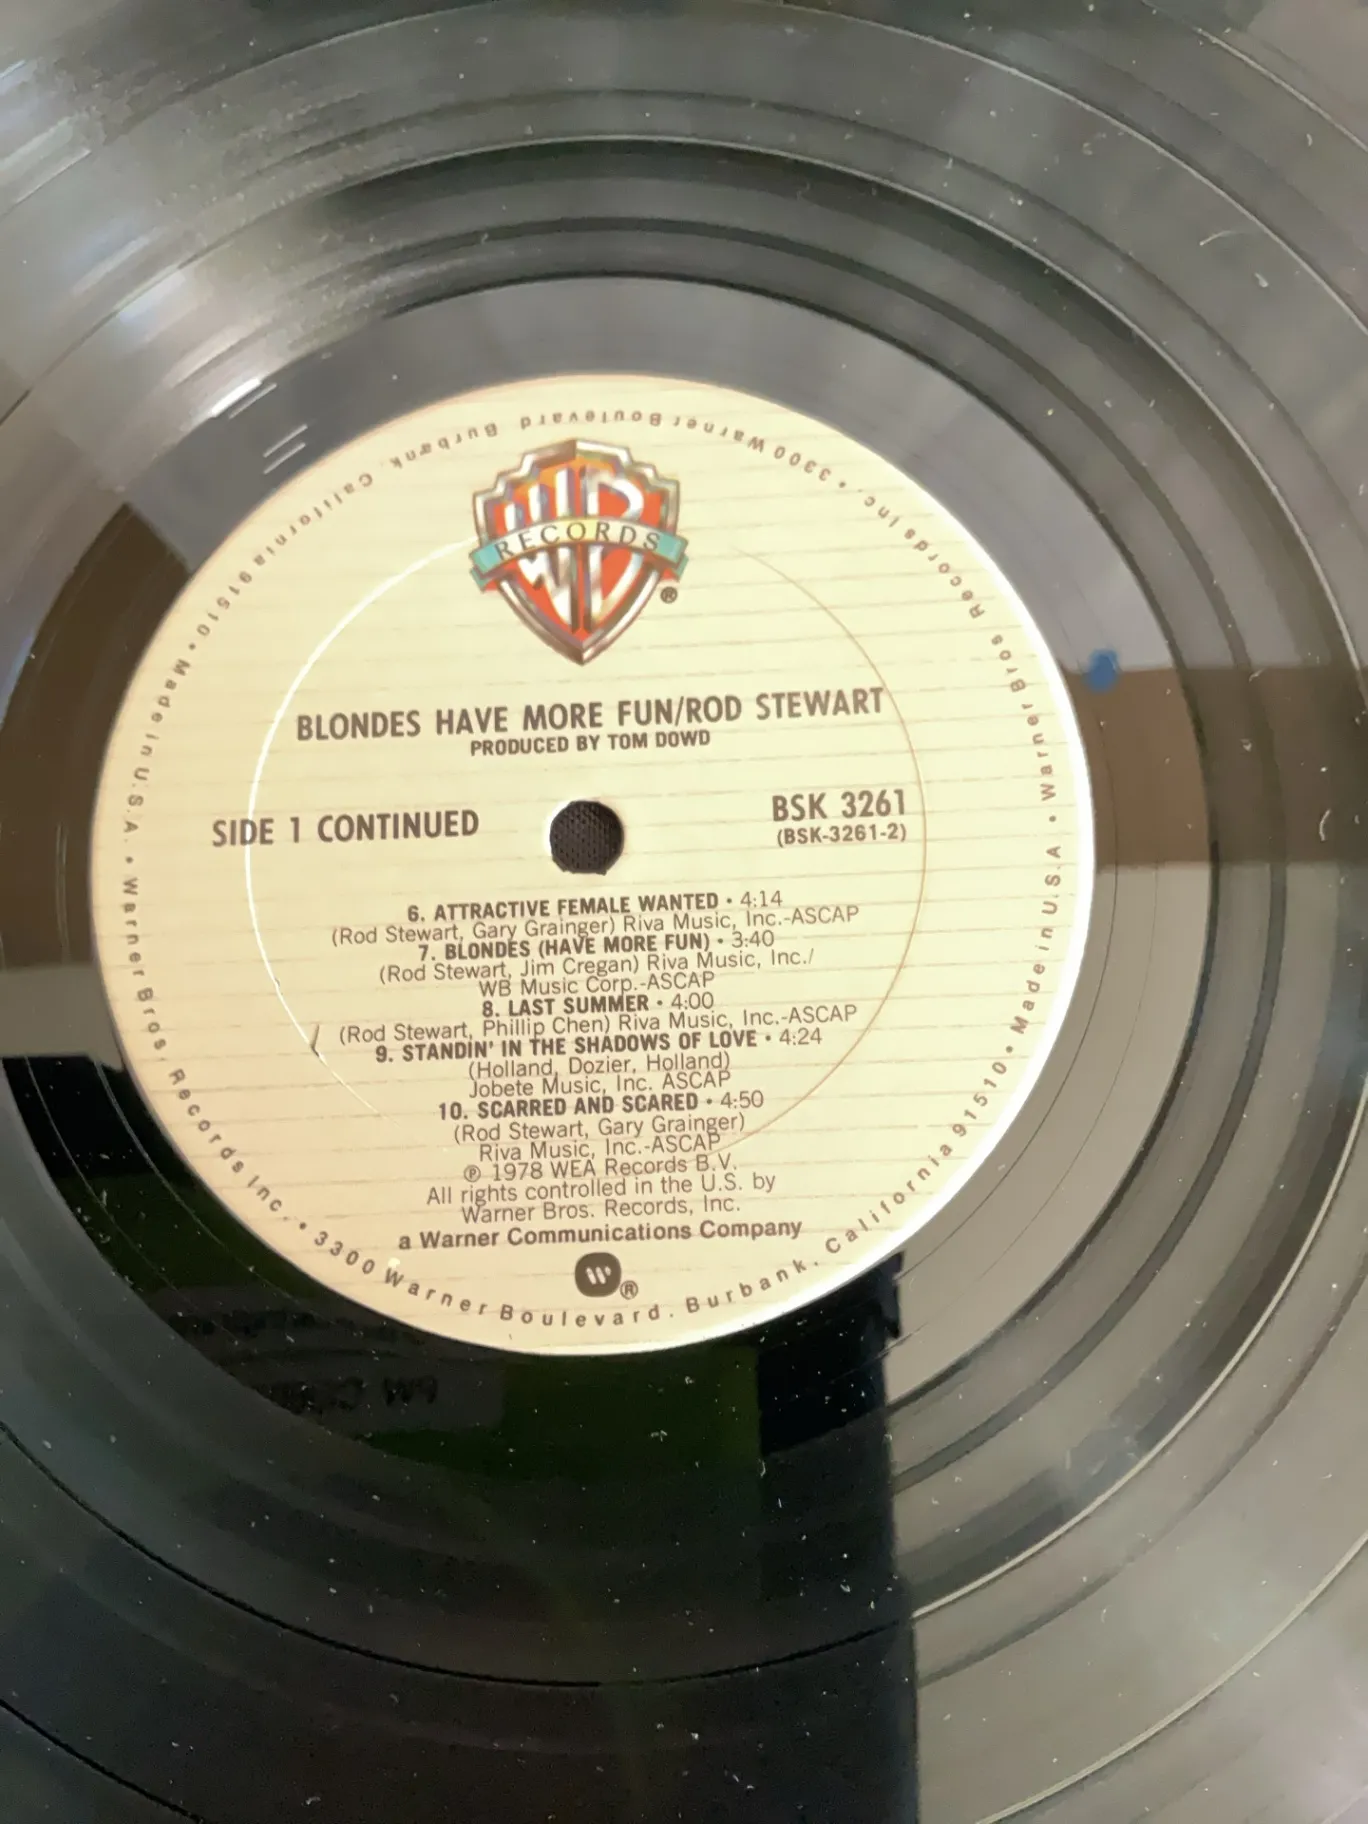 RECORDS
®
BLONDES HAVE MORE FUN/ROD STEWART
PRODUCED BY TOM DOWD
SIDE 1 CONTINUED
BSK 3261
(BSK-3261-2)
6. ATTRACTIVE FEMALE WANTED • 4:14
(Rod Stewart, Gary Grainger) Riva Music, Inc.-ASCAP
7. BLONDES (HAVE MORE FUN) • 3:40
(Rod Stewart, Jim Cregan) Riva Music, Inc./
WB Music Corp.-ASCAP
8. LAST SUMMER • 4:00
(Rod Stewart, Phillip Chen) Riva Music, Inc.-ASCAP
9. STANDIN' IN THE SHADOWS OF LOVE • 4:24
(Holland, Dozier, Holland)
Jobete Music, Inc. ASCAP
10. SCARRED AND SCARED • 4:50
(Rod Stewart, Gary Grainger)
Riva Music, Inc.-ASCAP
℗ 1978 WEA Records B.V.
All rights controlled in the U.S. by
Warner Bros. Records, Inc.
a Warner Communications Company
®
Warner Bros. Records Inc. • 3300 Warner Boulevard. Burbank. California 91510 • Made in U.S.A. • Warner Bros. Records Inc. • 3300 Warner Boulevard Burbank, California 91510 • Made in U.S.A. •